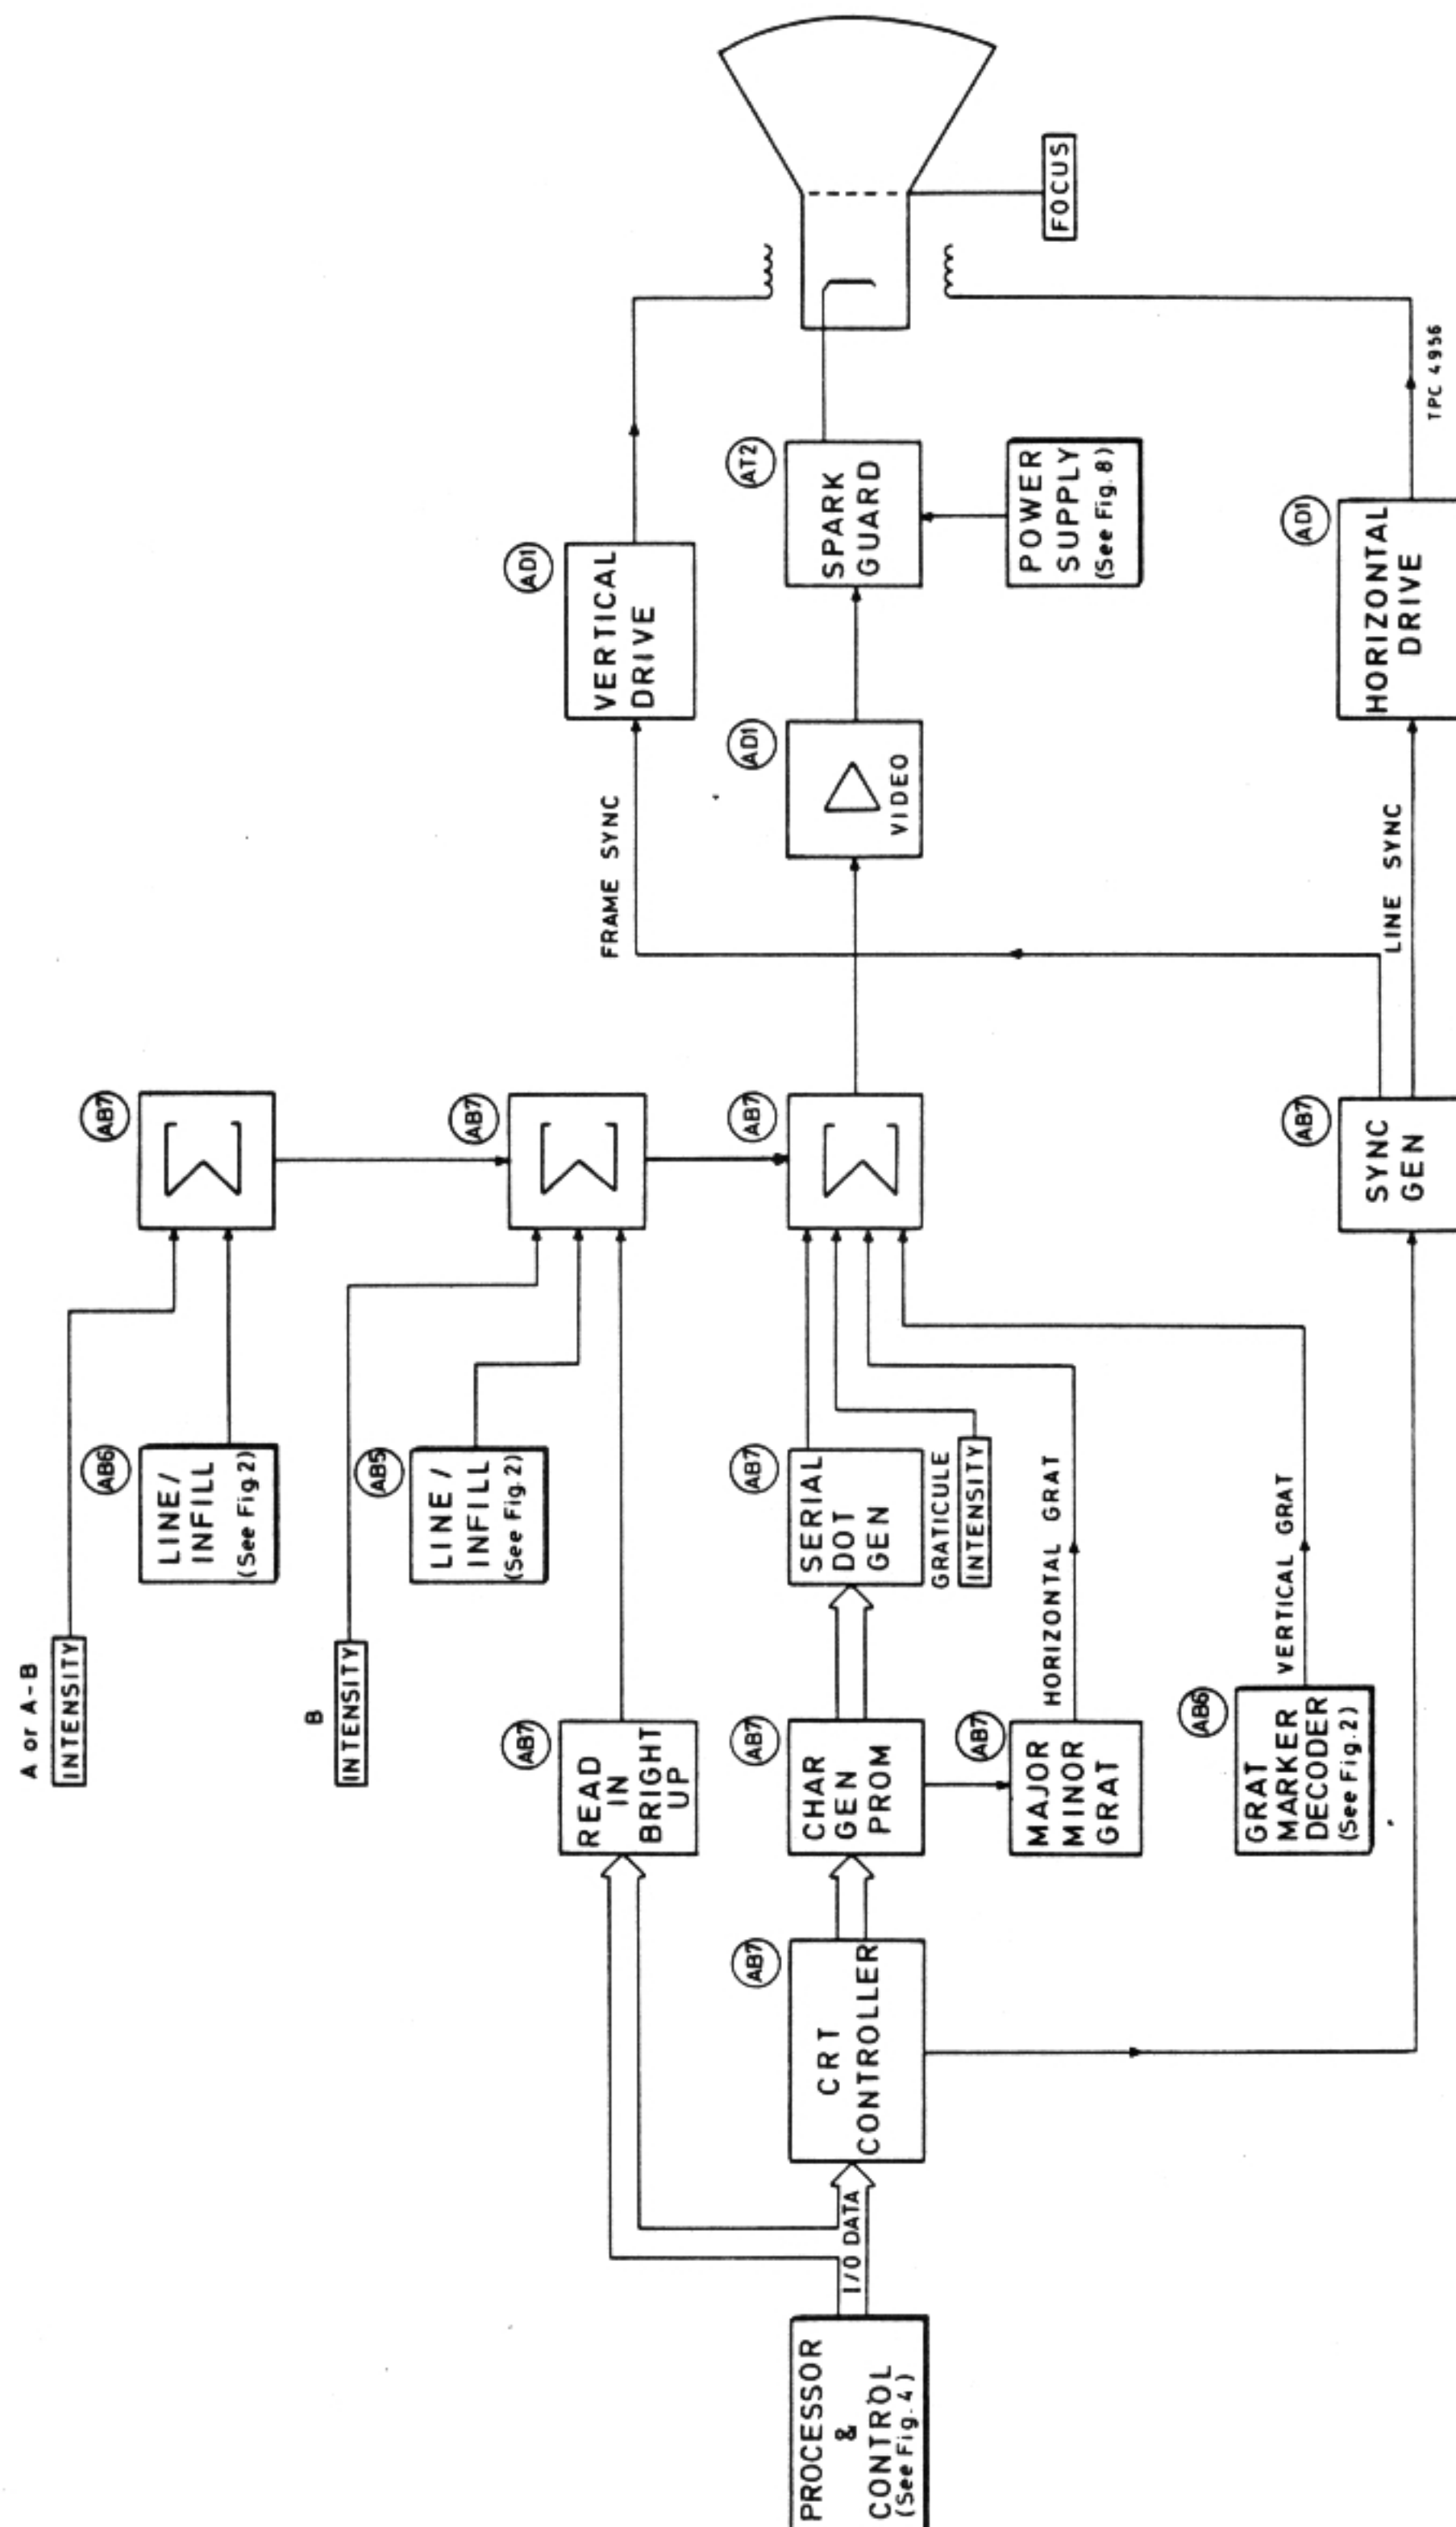 A or A-B
INTENSITY
AB6
LINE/
INFILL
(See Fig.2)
AB7
B
INTENSITY
AB5
LINE /
INFILL
(See Fig.2)
AB7
AB7
READ
IN
BRIGHT
UP
FRAME SYNC
AD1
VERTICAL
DRIVE
PROCESSOR
&
CONTROL
(See Fig. 4)
I/O DATA
AB7
CRT
CONTROLLER
AB7
CHAR
GEN
PROM
AB7
SERIAL
DOT
GEN
AB7
AD1
VIDEO
AT2
SPARK
GUARD
GRATICULE
INTENSITY
AB7
MAJOR
MINOR
GRAT
HORIZONTAL GRAT
POWER
SUPPLY
(See Fig. 8)
FOCUS
AB6
GRAT
MARKER
DECODER
(See Fig.2)
VERTICAL GRAT
AB7
SYNC
GEN
LINE SYNC
AD1
HORIZONTAL
DRIVE
TPC 4956